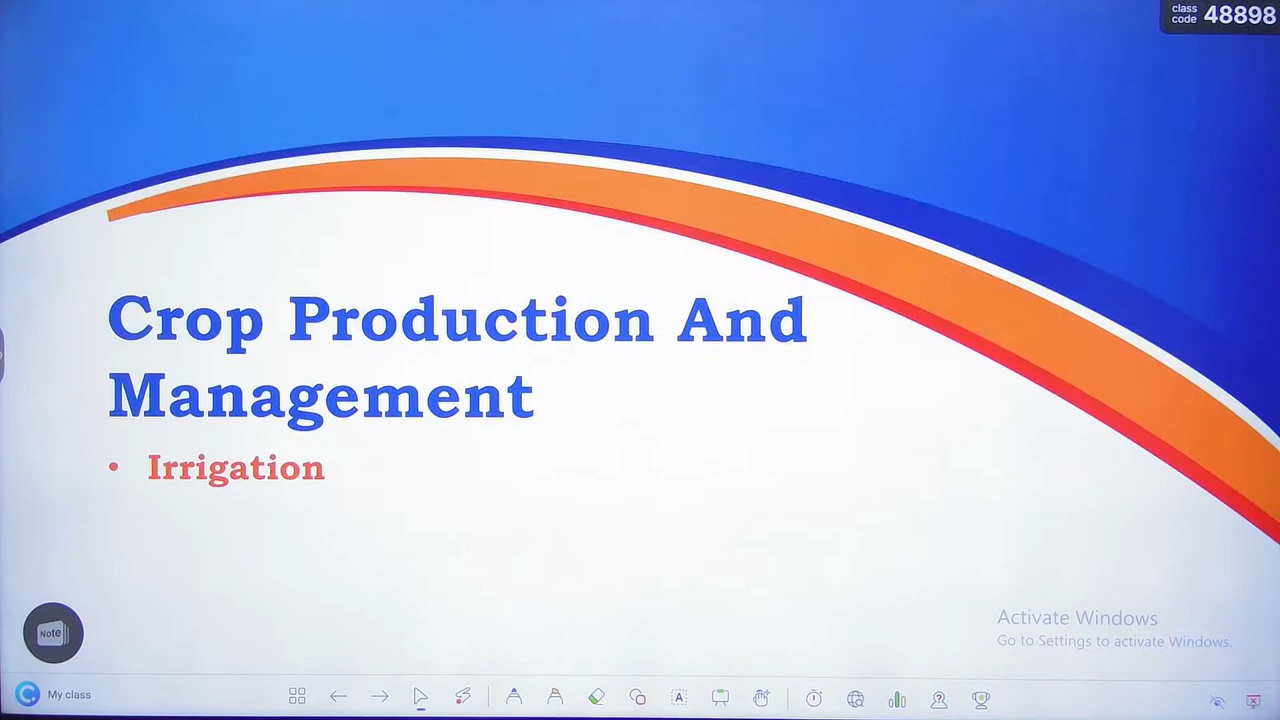 class
code 48898
Crop Production And
Management
• Irrigation
Note
Activate Windows
Go to Settings to activate Windows.
My class
A